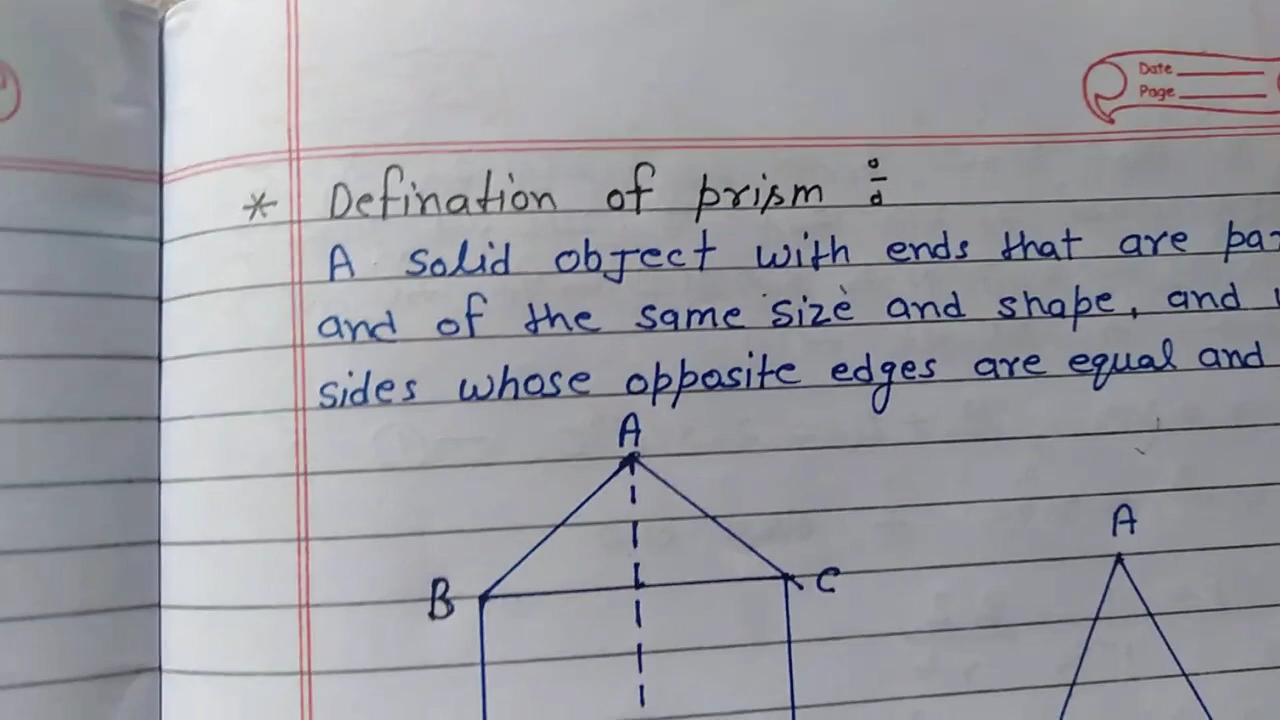 Date
Page
* Defination of prism :
A solid object with ends that are pa
and of the same size and shape, and
sides whose opposite edges are equal and
A
A
B
C